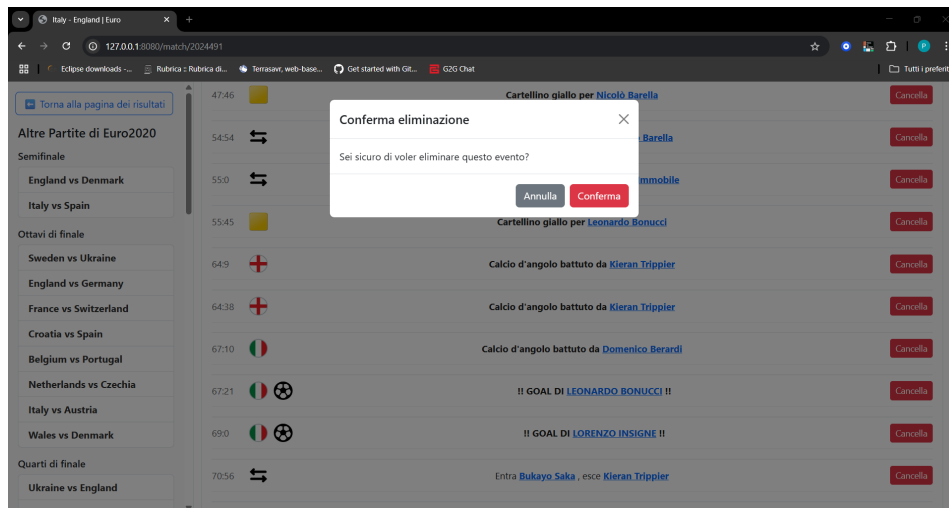 Italy - England | Euro
127.0.0.1:8080/match/2024491
Eclipse downloads -...
Rubrica :: Rubrica di...
Terrasavr, web-base...
Get started with Git...
G2G Chat
Tutti i preferit
Torna alla pagina dei risultati
Altre Partite di Euro2020
Semifinale
England vs Denmark
Italy vs Spain
Ottavi di finale
Sweden vs Ukraine
England vs Germany
France vs Switzerland
Croatia vs Spain
Belgium vs Portugal
Netherlands vs Czechia
Italy vs Austria
Wales vs Denmark
Quarti di finale
Ukraine vs England
47:46 Cartellino giallo per Nicolò Barella Cancella
54:54 Barella Cancella
55:0 mmobile Cancella
Conferma eliminazione
Sei sicuro di voler eliminare questo evento?
Annulla Conferma
55:45 Cartellino giallo per Leonardo Bonucci Cancella
64:9 Calcio d'angolo battuto da Kieran Trippier Cancella
64:38 Calcio d'angolo battuto da Kieran Trippier Cancella
67:10 Calcio d'angolo battuto da Domenico Berardi Cancella
67:21 !! GOAL DI LEONARDO BONUCCI !! Cancella
69:0 !! GOAL DI LORENZO INSIGNE !! Cancella
70:56 Entra Bukayo Saka , esce Kieran Trippier Cancella